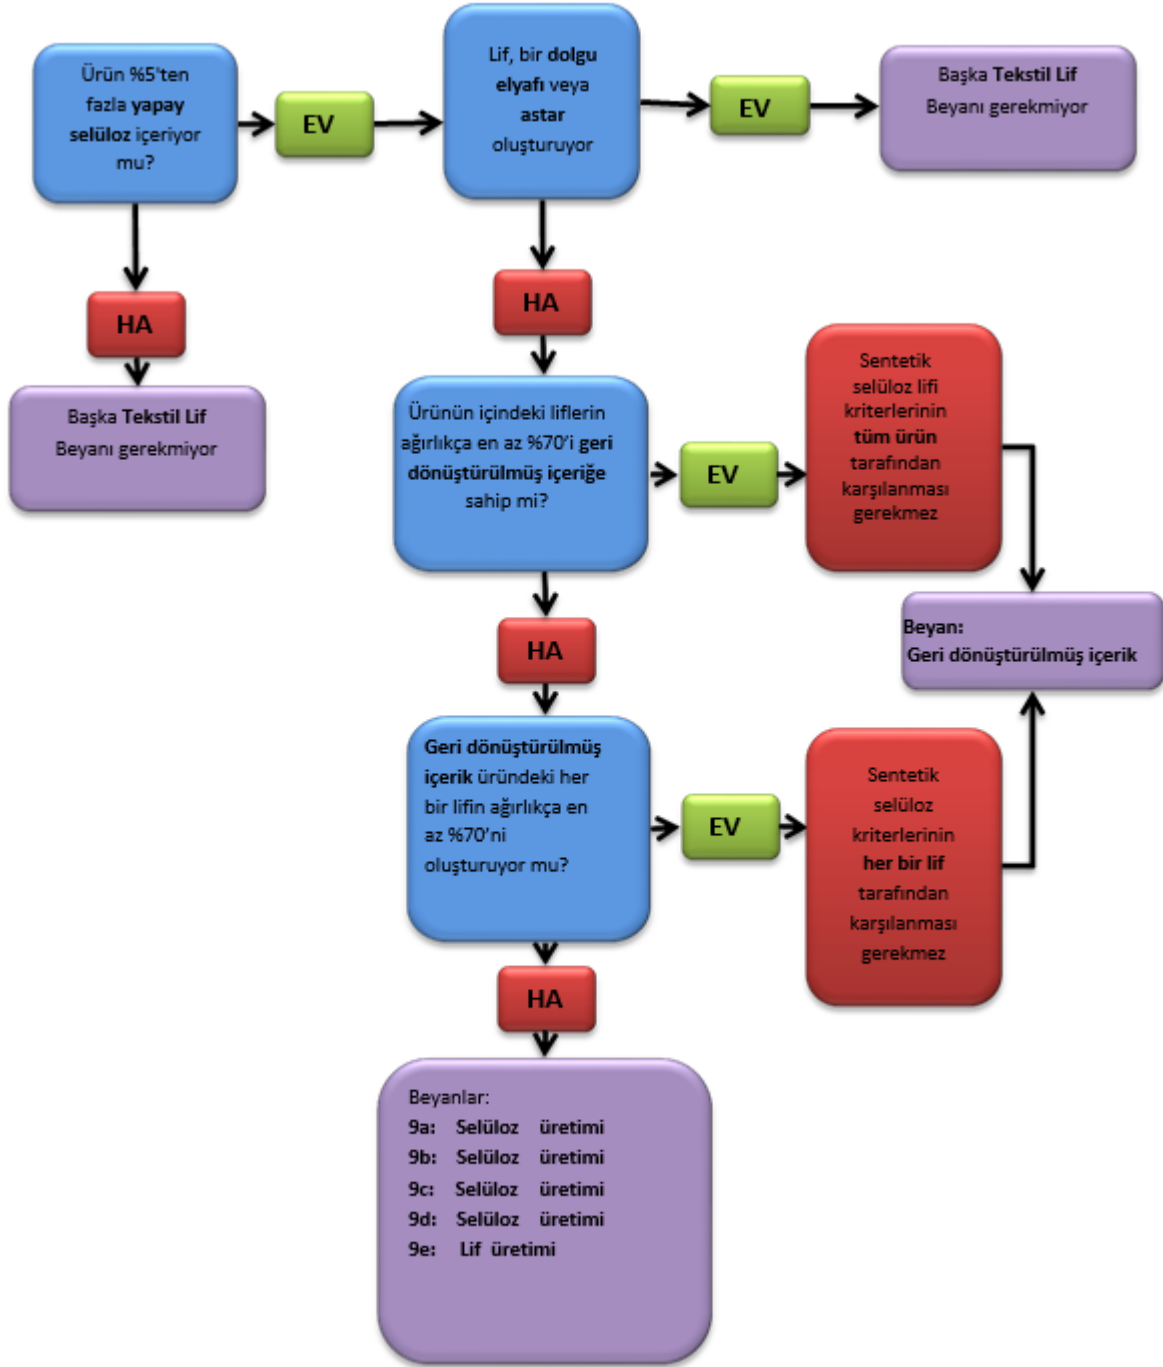 Ürün %5'ten
fazla yapay
selüloz içeriyor
mu?
EV
Lif, bir dolgu
elyafı veya
astar
oluşturuyor
EV
Başka Tekstil Lif
Beyanı gerekmiyor
HA
Başka Tekstil Lif
Beyanı gerekmiyor
HA
Ürünün içindeki liflerin
ağırlıkça en az %70'i geri
dönüştürülmüş içeriğe
sahip mi?
EV
Sentetik
selüloz lifi
kriterlerinin
tüm ürün
tarafından
karşılanması
gerekmez
Beyan:
Geri dönüştürülmüş içerik
HA
Geri dönüştürülmüş
içerik üründeki her
bir lifin ağırlıkça en
az %70'ni
oluşturuyor mu?
EV
Sentetik
selüloz
kriterlerinin
her bir lif
tarafından
karşılanması
gerekmez
HA
Beyanlar:
9a: Selüloz üretimi
9b: Selüloz üretimi
9c: Selüloz üretimi
9d: Selüloz üretimi
9e: Lif üretimi